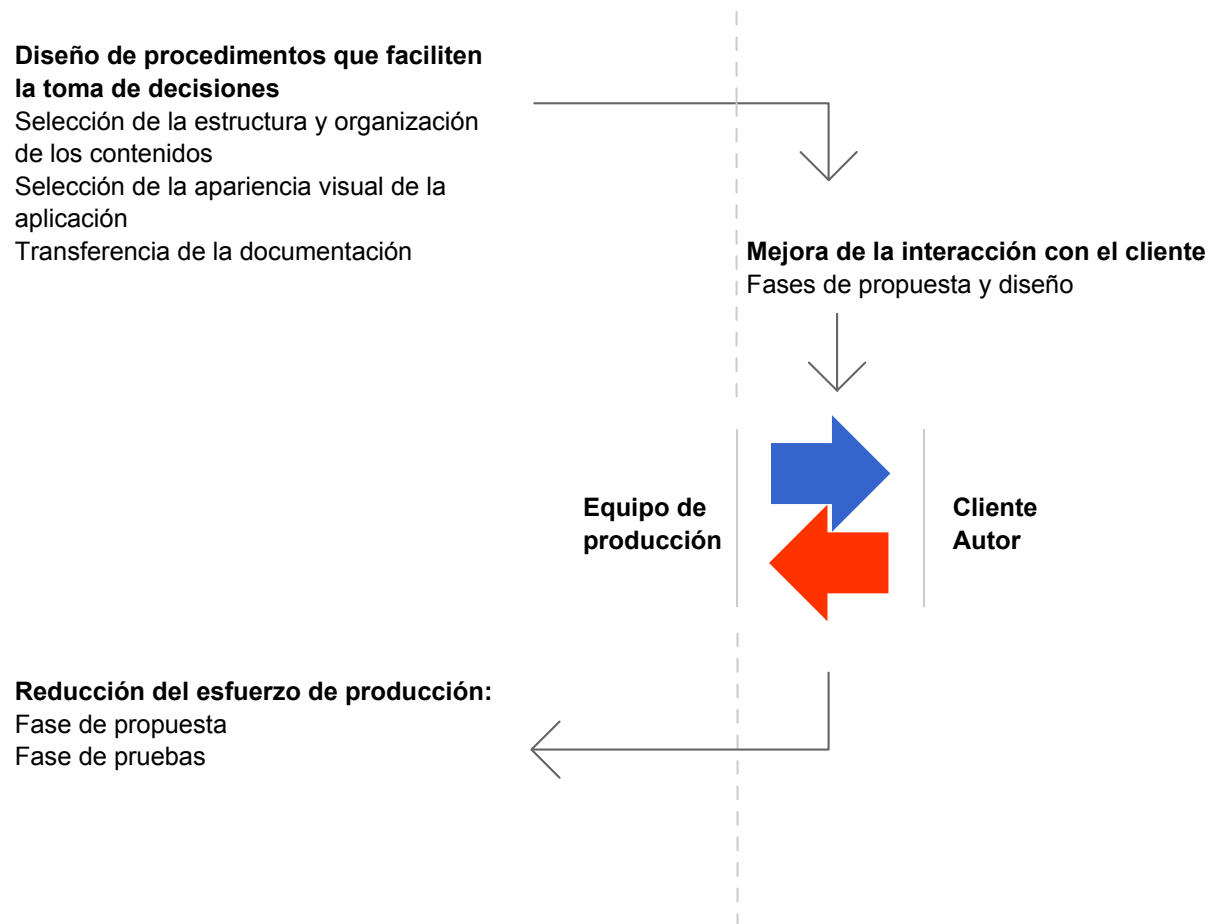 Diseño de procedimentos que faciliten
la toma de decisiones
Selección de la estructura y organización
de los contenidos
Selección de la apariencia visual de la
aplicación
Transferencia de la documentación
Mejora de la interacción con el cliente
Fases de propuesta y diseño
Equipo de
producción
Cliente
Autor
Reducción del esfuerzo de producción:
Fase de propuesta
Fase de pruebas